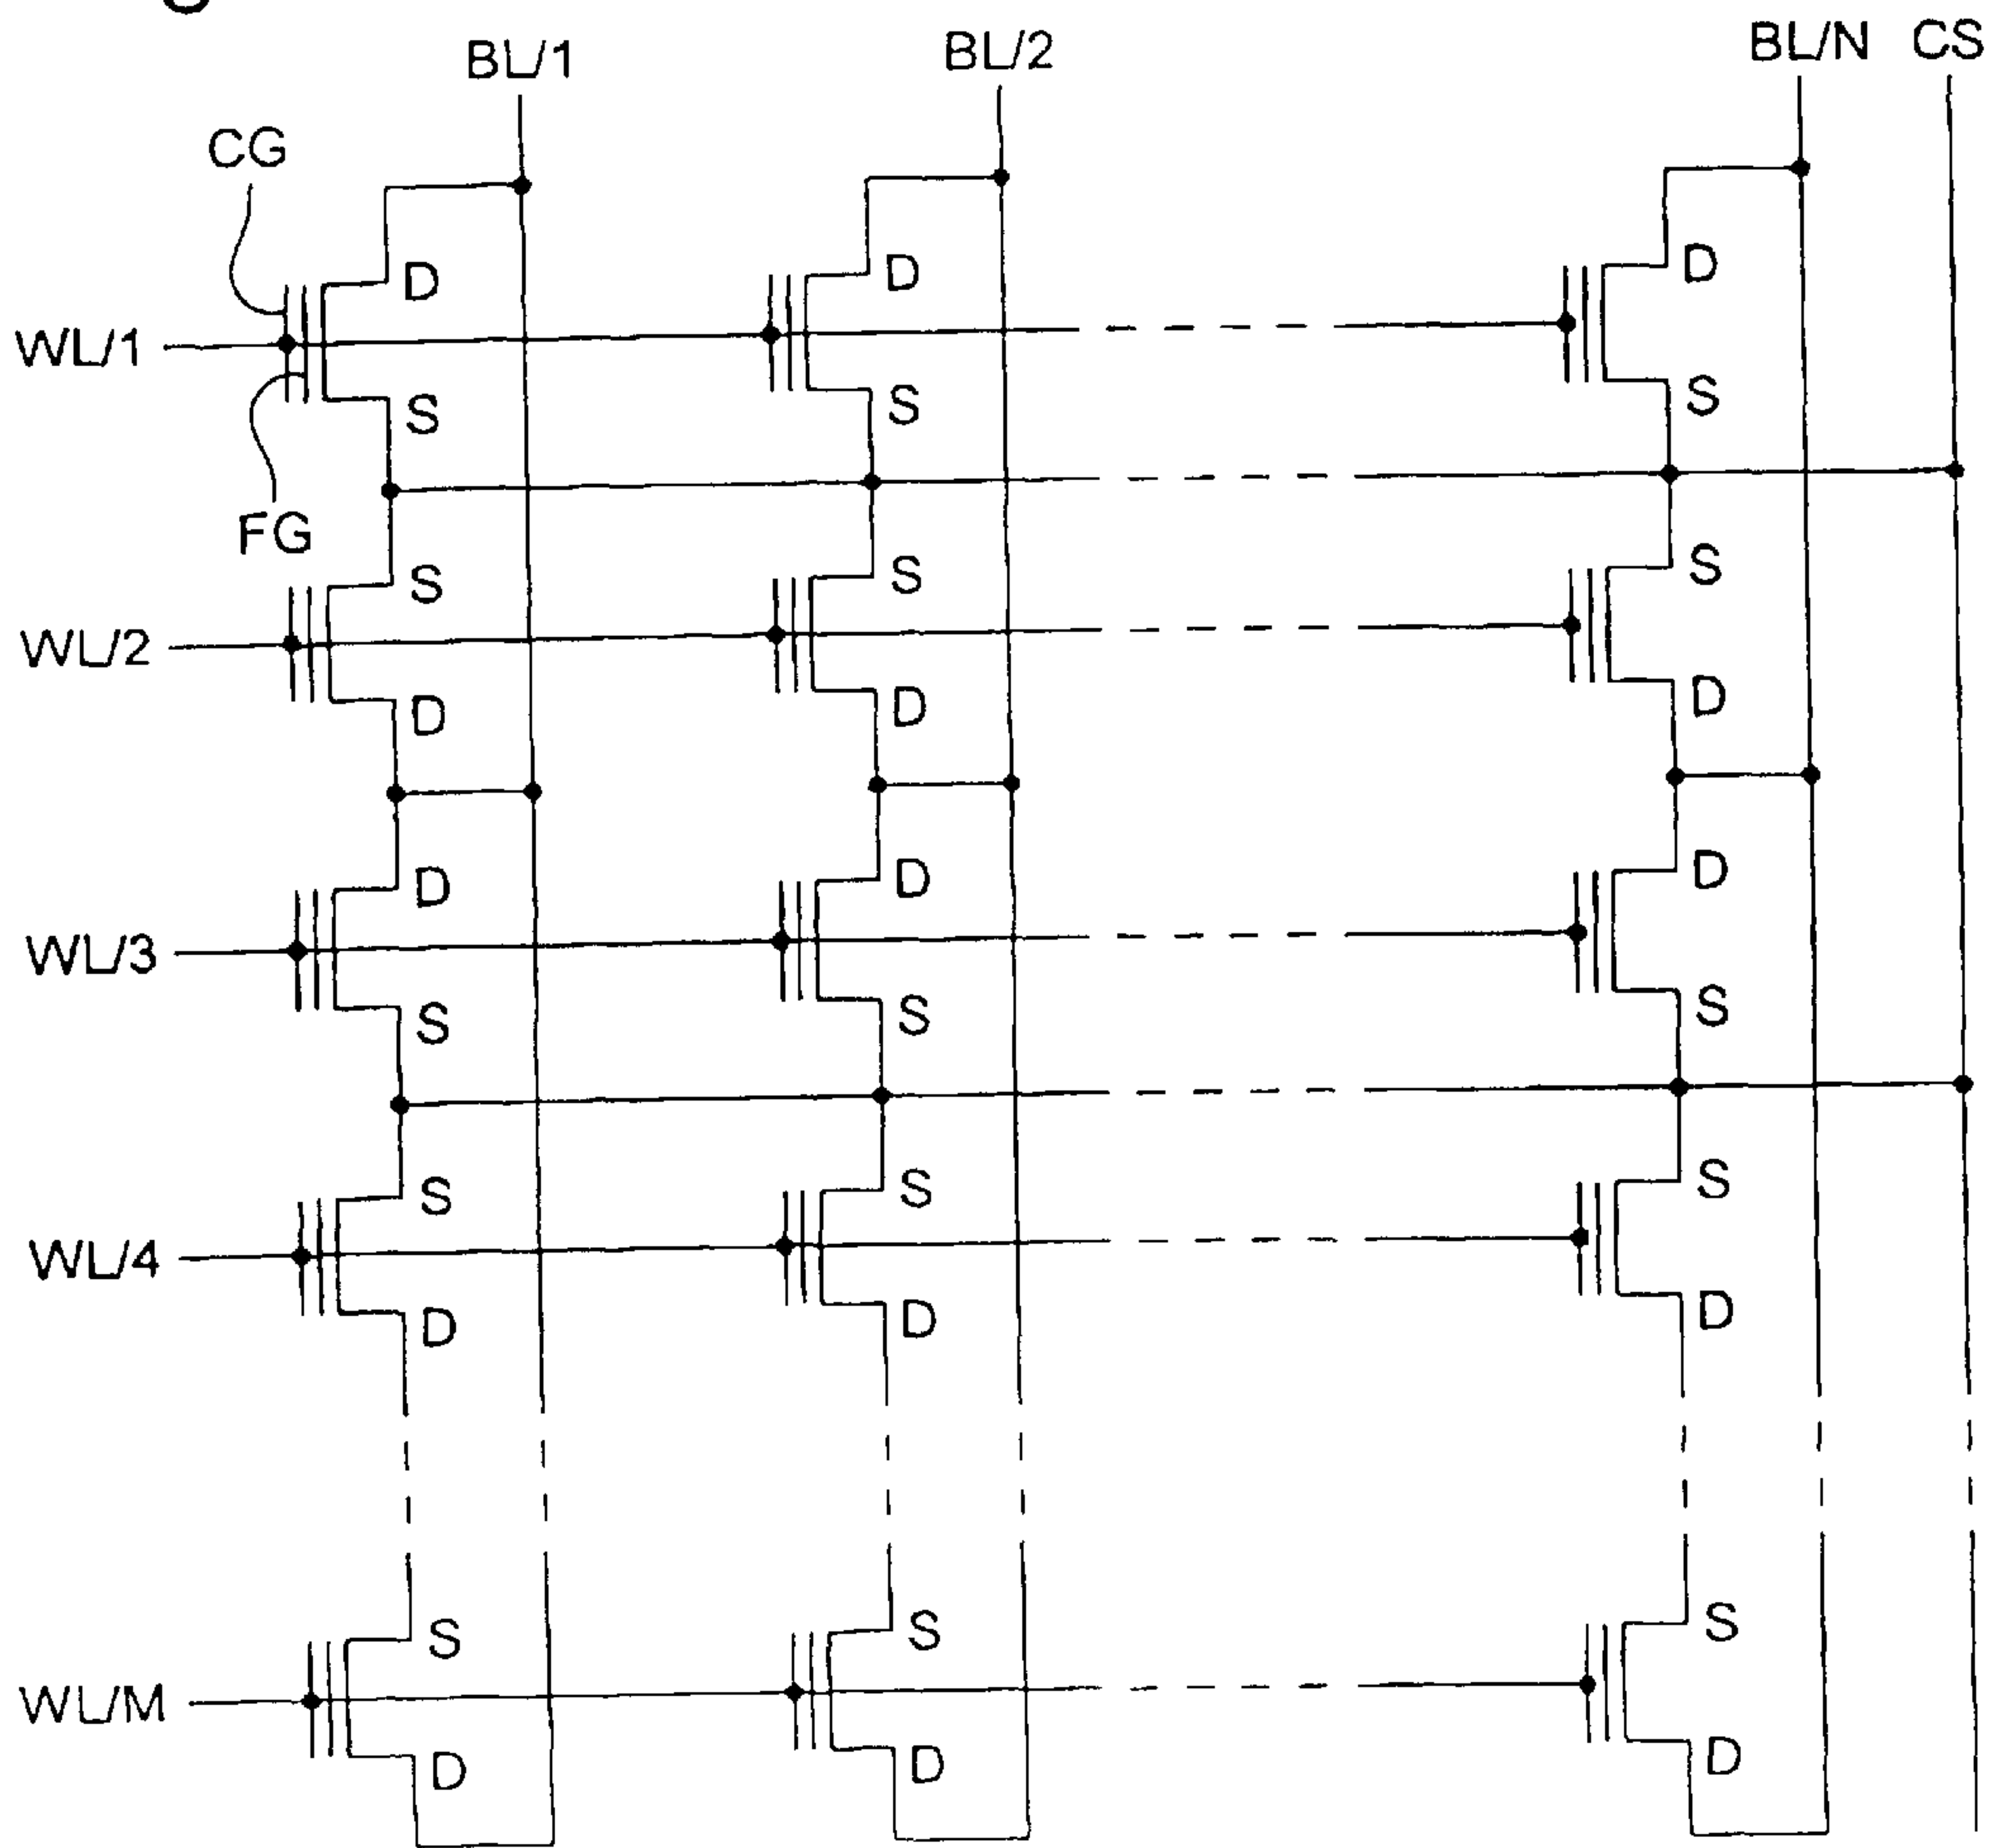 BL/1 BL/2 BL/N CS
CG
D D D
WL/1
S S S
FG
S S S
WL/2
D D D
D D D
WL/3
S S S
S S S
WL/4
D D D
S S S
WL/M
D D D